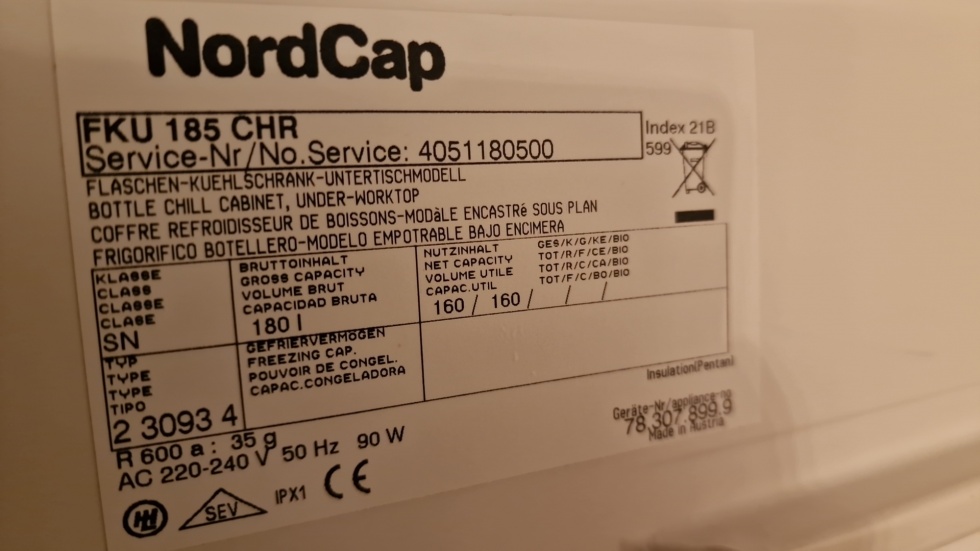 NordCap
FKU 185 CHR
Service-Nr/No.Service: 4051180500
Index 21B
599
FLASCHEN-KUEHLSCHRANK-UNTERTISCHMODELL
BOTTLE CHILL CABINET, UNDER-WORKTOP
COFFRE REFROIDISSEUR DE BOISSONS-MODàLE ENCASTRé SOUS PLAN
FRIGORIFICO BOTELLERO-MODELO EMPOTRABLE BAJO ENCIMERA
KLASSE
CLASS
CLASSE
CLASE
SN
BRUTTOINHALT
GROSS CAPACITY
VOLUME BRUT
CAPACIDAD BRUTA
180 l
NUTZINHALT
NET CAPACITY
VOLUME UTILE
CAPAC.UTIL
GES/K/G/KE/BIO
TOT/R/F/CE/BIO
TOT/R/C/CA/BIO
TOT/F/C/BO/BIO
160 / 160 / / /
TYP
TYPE
TYPE
TIPO
2 3093 4
GEFRIERVERMÖGEN
FREEZING CAP.
POUVOIR DE CONGEL.
CAPAC.CONGELADORA
Insulation(Pentan)
R 600 a : 35 g
AC 220-240 V 50 Hz 90 W
Geräte-Nr/appliance-no
78.307.899.9
Made in Austria
SEV
IPX1
CE